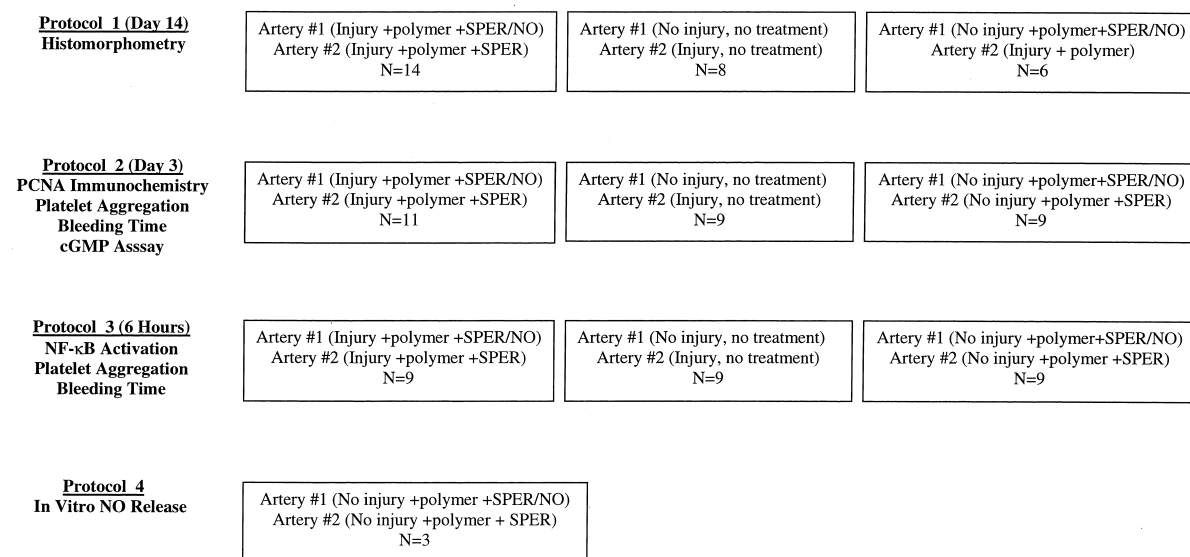 Protocol 1 (Day 14)
Histomorphometry
Artery #1 (Injury +polymer +SPER/NO)
Artery #2 (Injury +polymer +SPER)
N=14
Artery #1 (No injury, no treatment)
Artery #2 (Injury, no treatment)
N=8
Artery #1 (No injury +polymer+SPER/NO)
Artery #2 (Injury + polymer)
N=6
Protocol 2 (Day 3)
PCNA Immunochemistry
Platelet Aggregation
Bleeding Time
cGMP Asssay
Artery #1 (Injury +polymer +SPER/NO)
Artery #2 (Injury +polymer +SPER)
N=11
Artery #1 (No injury, no treatment)
Artery #2 (Injury, no treatment)
N=9
Artery #1 (No injury +polymer+SPER/NO)
Artery #2 (No injury +polymer +SPER)
N=9
Protocol 3 (6 Hours)
NF-κB Activation
Platelet Aggregation
Bleeding Time
Artery #1 (Injury +polymer +SPER/NO)
Artery #2 (Injury +polymer +SPER)
N=9
Artery #1 (No injury, no treatment)
Artery #2 (Injury, no treatment)
N=9
Artery #1 (No injury +polymer+SPER/NO)
Artery #2 (No injury +polymer +SPER)
N=9
Protocol 4
In Vitro NO Release
Artery #1 (No injury +polymer +SPER/NO)
Artery #2 (No injury +polymer + SPER)
N=3